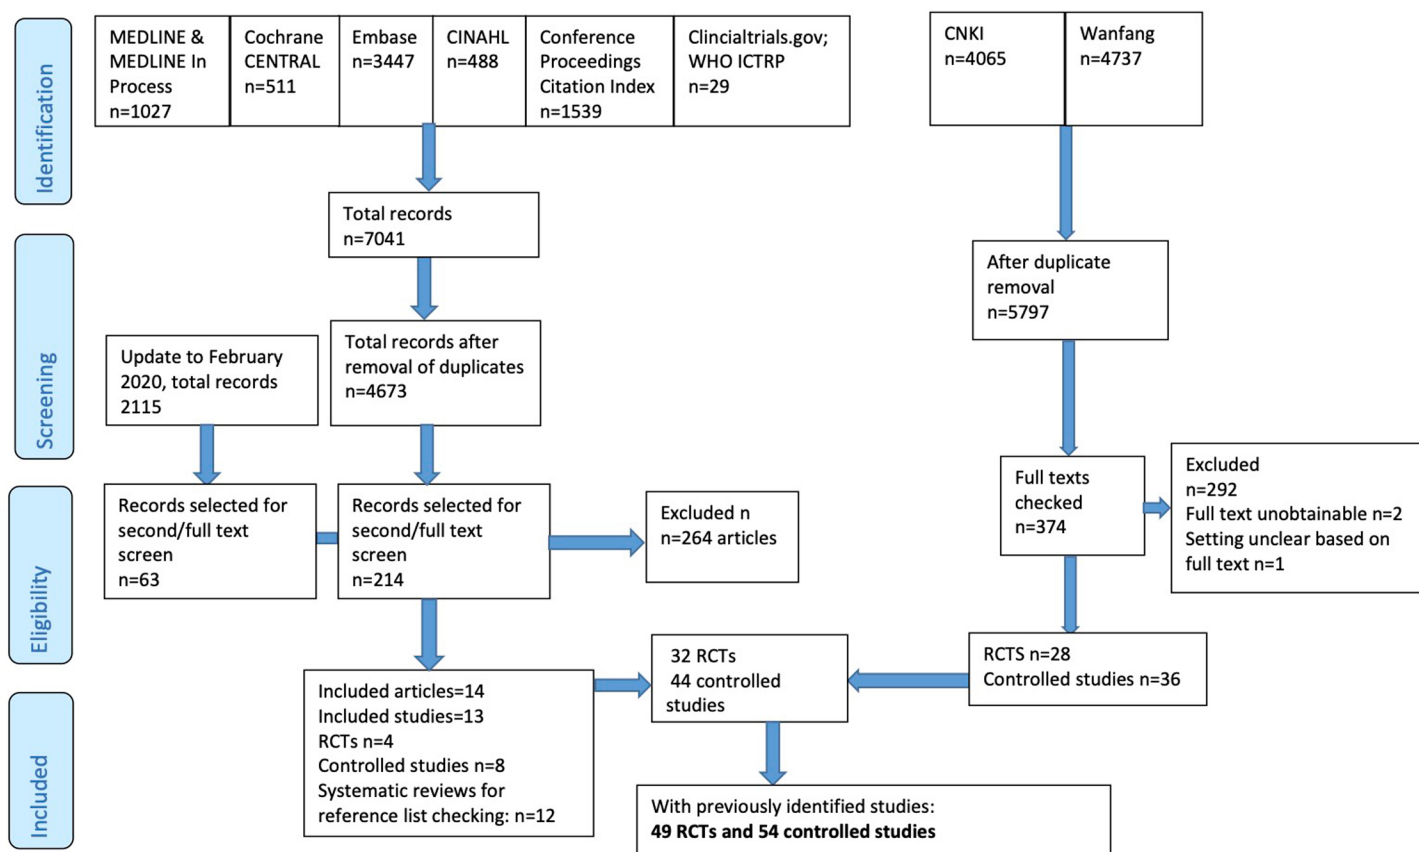 Identification
MEDLINE &
MEDLINE In
Process
n=1027
Cochrane
CENTRAL
n=511
Embase
n=3447
CINAHL
n=488
Conference
Proceedings
Citation Index
n=1539
Clincialtrials.gov;
WHO ICTRP
n=29
CNKI
n=4065
Wanfang
n=4737
Total records
n=7041
Screening
After duplicate
removal
n=5797
Update to February
2020, total records
2115
Total records after
removal of duplicates
n=4673
Eligibility
Records selected for
second/full text
screen
n=63
Records selected for
second/full text
screen
n=214
Excluded n
n=264 articles
Full texts
checked
n=374
Excluded
n=292
Full text unobtainable n=2
Setting unclear based on
full text n=1
Included
Included articles=14
Included studies=13
RCTs n=4
Controlled studies n=8
Systematic reviews for
reference list checking: n=12
32 RCTs
44 controlled
studies
RCTS n=28
Controlled studies n=36
With previously identified studies:
49 RCTs and 54 controlled studies